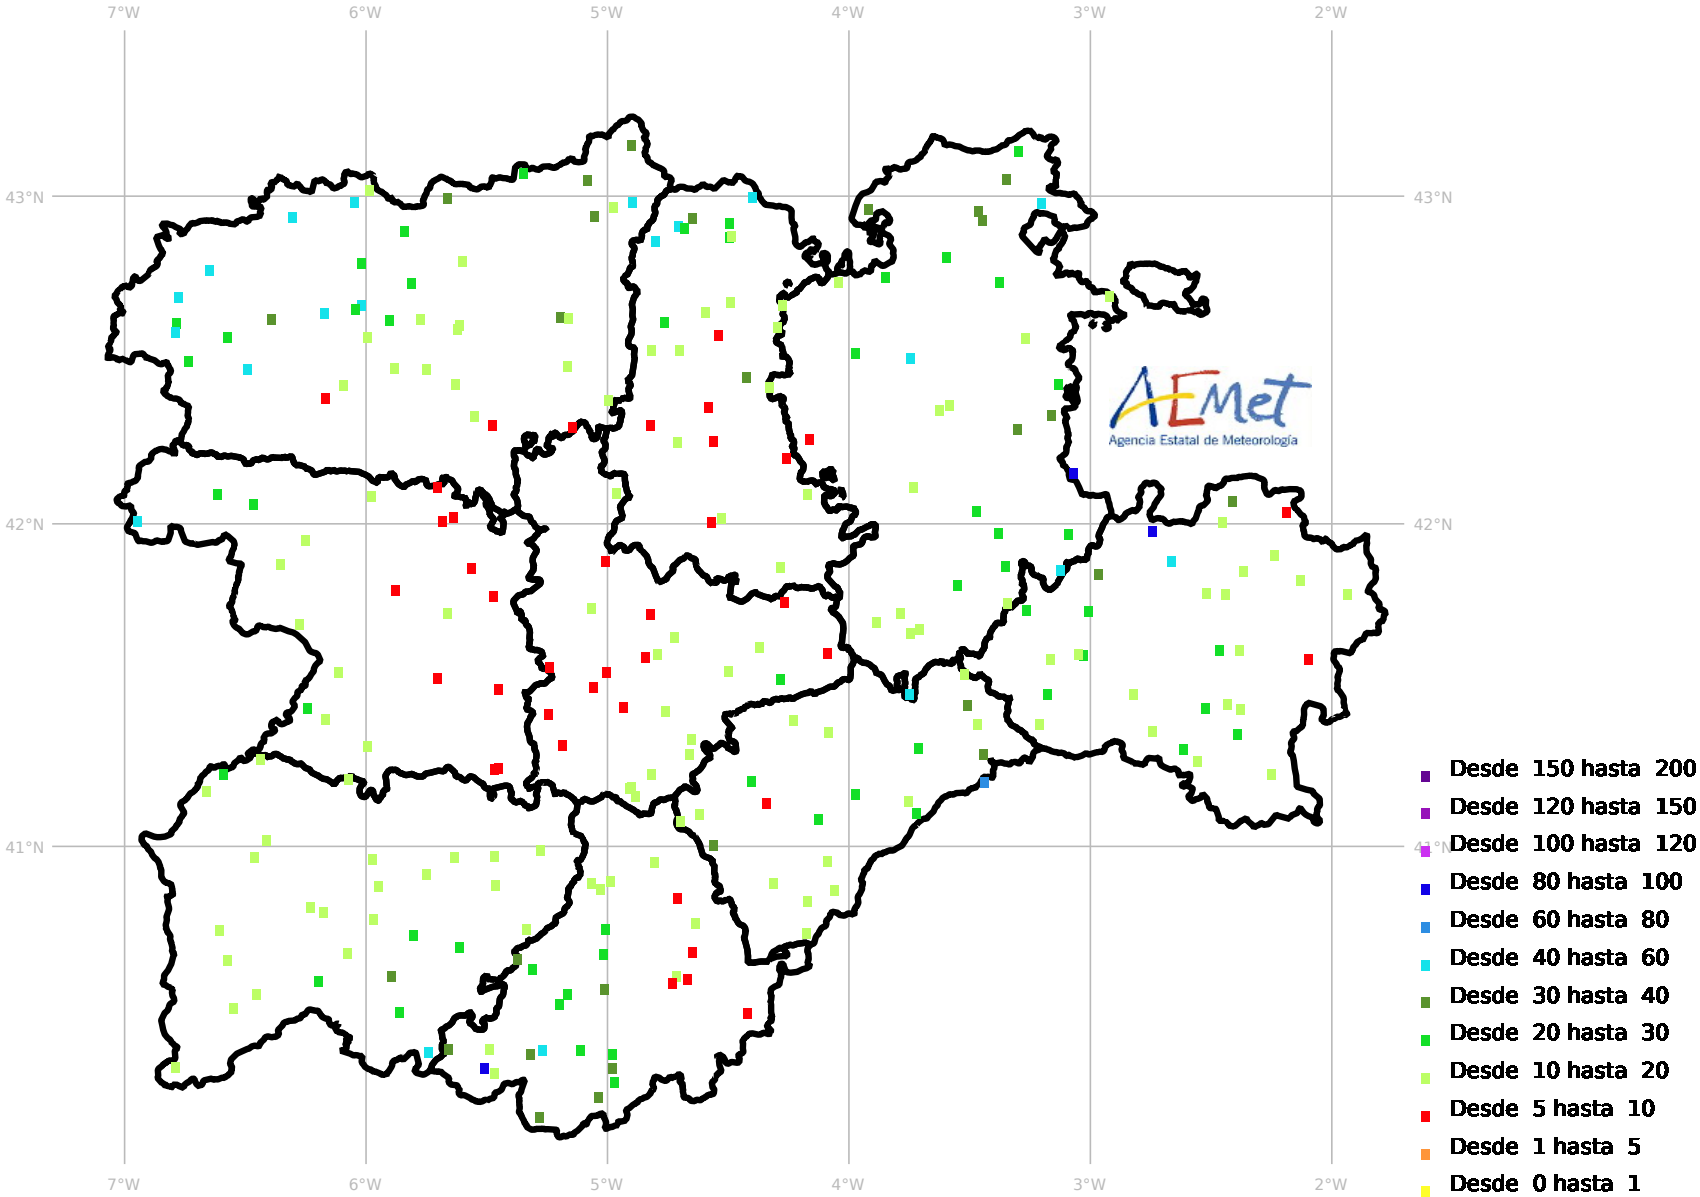 7°W 6°W 5°W 4°W 3°W 2°W
43°N 43°N
AEMet
Agencia Estatal de Meteorología
42°N 42°N
Desde 150 hasta 200
Desde 120 hasta 150
41°N 41°N
Desde 100 hasta 120
Desde 80 hasta 100
Desde 60 hasta 80
Desde 40 hasta 60
Desde 30 hasta 40
Desde 20 hasta 30
Desde 10 hasta 20
Desde 5 hasta 10
Desde 1 hasta 5
Desde 0 hasta 1
7°W 6°W 5°W 4°W 3°W 2°W